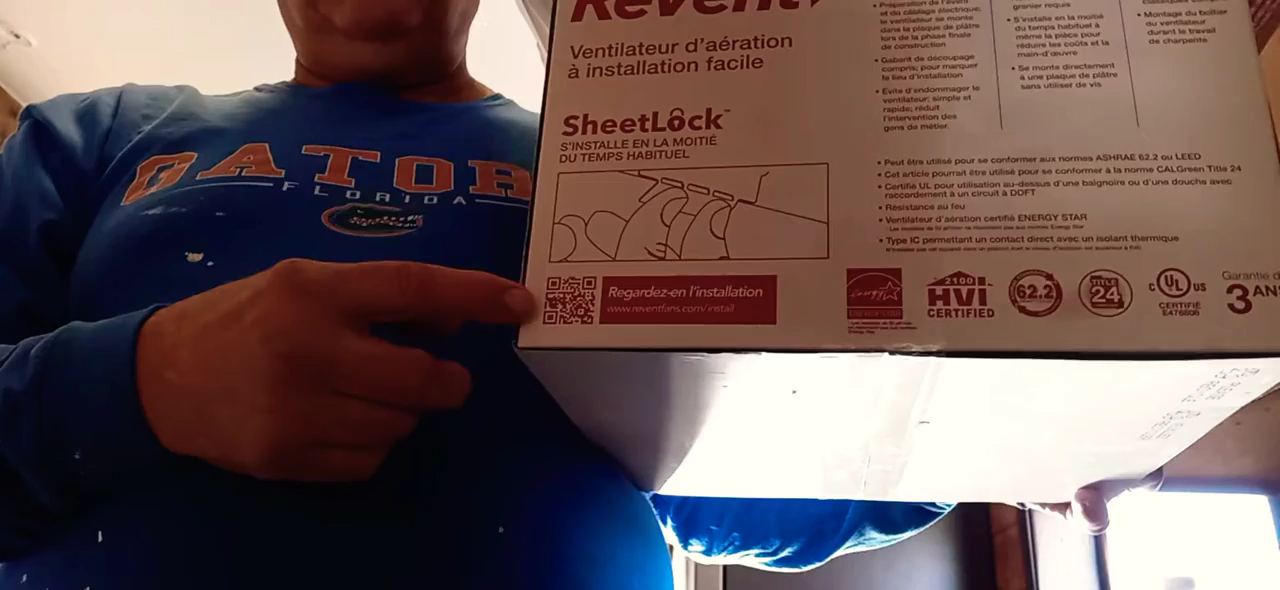 GATOR
FLORIDA
Revent
Ventilateur d'aération
à installation facile
SheetLock™
S'INSTALLE EN LA MOITIÉ
DU TEMPS HABITUEL
Regardez-en l'installation
www.reventfans.com/install
• Préparation de l'évent
et du câblage électrique;
le ventilateur se monte
dans la plaque de plâtre
lors de la phase finale
de construction
• Gabarit de découpage
compris; pour marquer
le lieu d'installation
• Évite d'endommager le
ventilateur; simple et
rapide; réduit
l'intervention des
gens de métier.
grenier requis
• S'installe en la moitié
du temps habituel à
même la pièce pour
réduire les coûts et la
main-d'œuvre
• Se monte directement
à une plaque de plâtre
sans utiliser de vis
• Montage du boîtier
du ventilateur
durant le travail
de charpente
• Peut être utilisé pour se conformer aux normes ASHRAE 62.2 ou LEED
• Cet article pourrait être utilisé pour se conformer à la norme CALGreen Title 24
• Certifié UL pour utilisation au-dessus d'une baignoire ou d'une douchs avec
raccordement à un circuit à DDFT
• Résistance au feu
• Ventilateur d'aération certifié ENERGY STAR
• Type IC permettant un contact direct avec un isolant thermique
energy
ENERGY STAR
2100
HVI
CERTIFIED
62.2
TITLE
24
C UL US
CERTIFIÉ
E476608
Garantie d
3 ANS